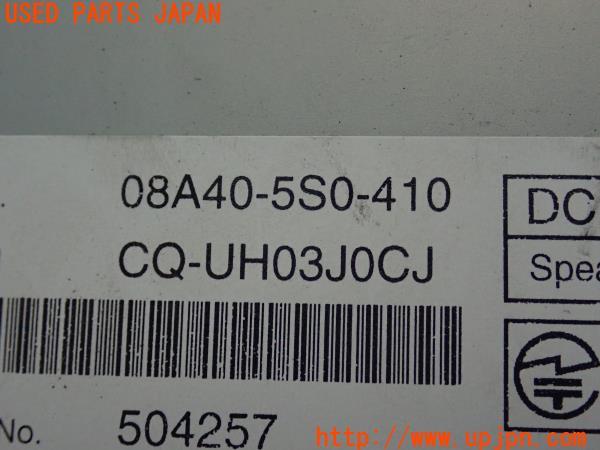 USED PARTS JAPAN
08A40-5S0-410
DC
CQ-UH03J0CJ
Spea
No. 504257
http://www.upjpn.com